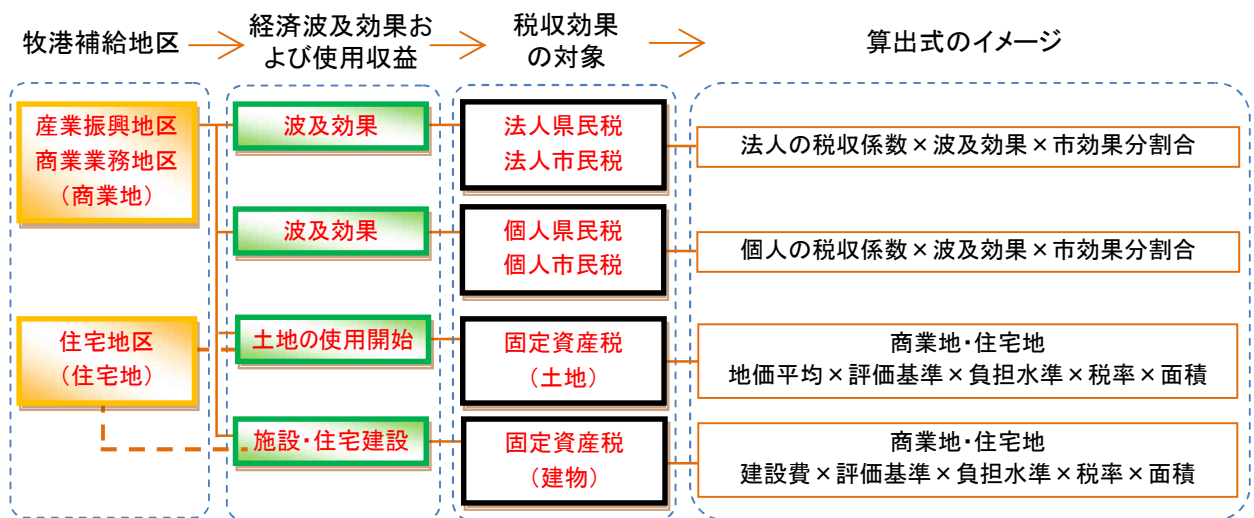 牧港補給地区
経済波及効果お
よび使用収益
税収効果
の対象
算出式のイメージ
産業振興地区
商業業務地区
(商業地)
住宅地区
(住宅地)
波及効果
波及効果
土地の使用開始
施設・住宅建設
法人県民税
法人市民税
個人県民税
個人市民税
固定資産税
(土地)
固定資産税
(建物)
法人の税収係数×波及効果×市効果分割合
個人の税収係数×波及効果×市効果分割合
商業地・住宅地
地価平均×評価基準×負担水準×税率×面積
商業地・住宅地
建設費×評価基準×負担水準×税率×面積